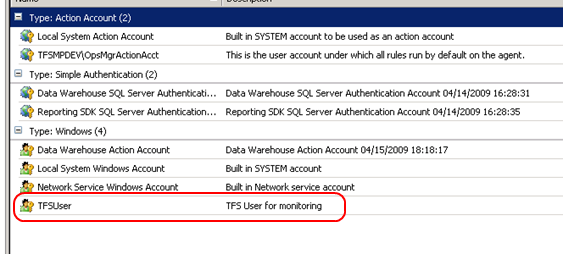 Name Description
Type: Action Account (2)
Local System Action Account Built in SYSTEM account to be used as an action account
TFSMPDEV\OpsMgrActionAcct This is the user account under which all rules run by default on the agent.
Type: Simple Authentication (2)
Data Warehouse SQL Server Authenticati... Data Warehouse SQL Server Authentication Account 04/14/2009 16:28:31
Reporting SDK SQL Server Authentication... Reporting SDK SQL Server Authentication Account 04/14/2009 16:28:35
Type: Windows (4)
Data Warehouse Action Account Data Warehouse Action Account 04/15/2009 18:18:17
Local System Windows Account Built in SYSTEM account
Network Service Windows Account Built in Network service account
TFSUser TFS User for monitoring